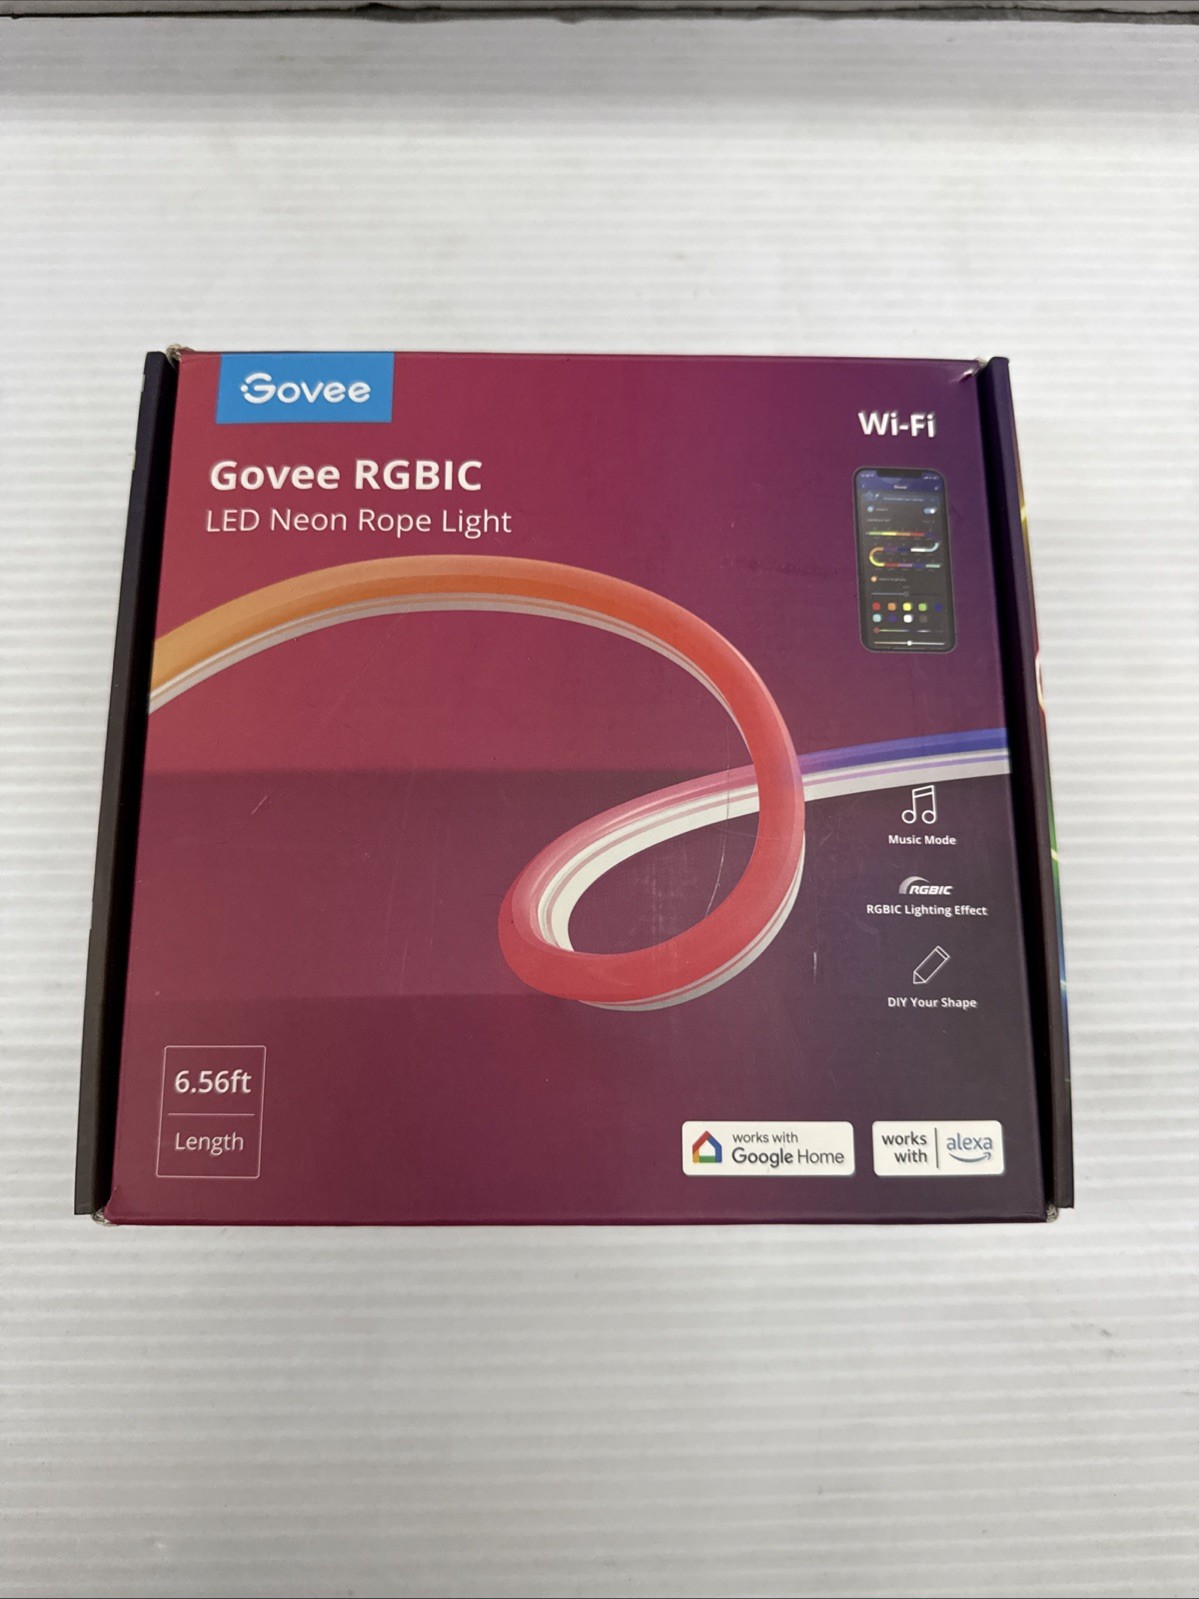 Govee
Wi-Fi
Govee RGBIC
LED Neon Rope Light
Music Mode
RGBIC
RGBIC Lighting Effect
DIY Your Shape
6.56ft
Length
works with
Google Home
works
with
alexa